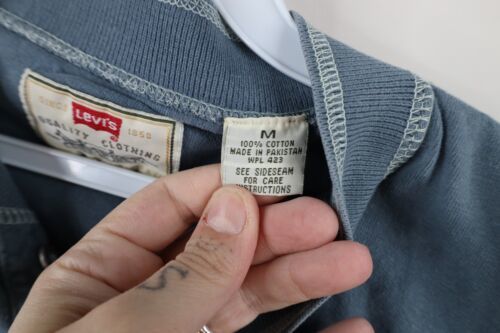 Levi's
SINCE 1850
QUALITY CLOTHING
M
100% COTTON
MADE IN PAKISTAN
WPL 423
SEE SIDESEAM
FOR CARE
INSTRUCTIONS